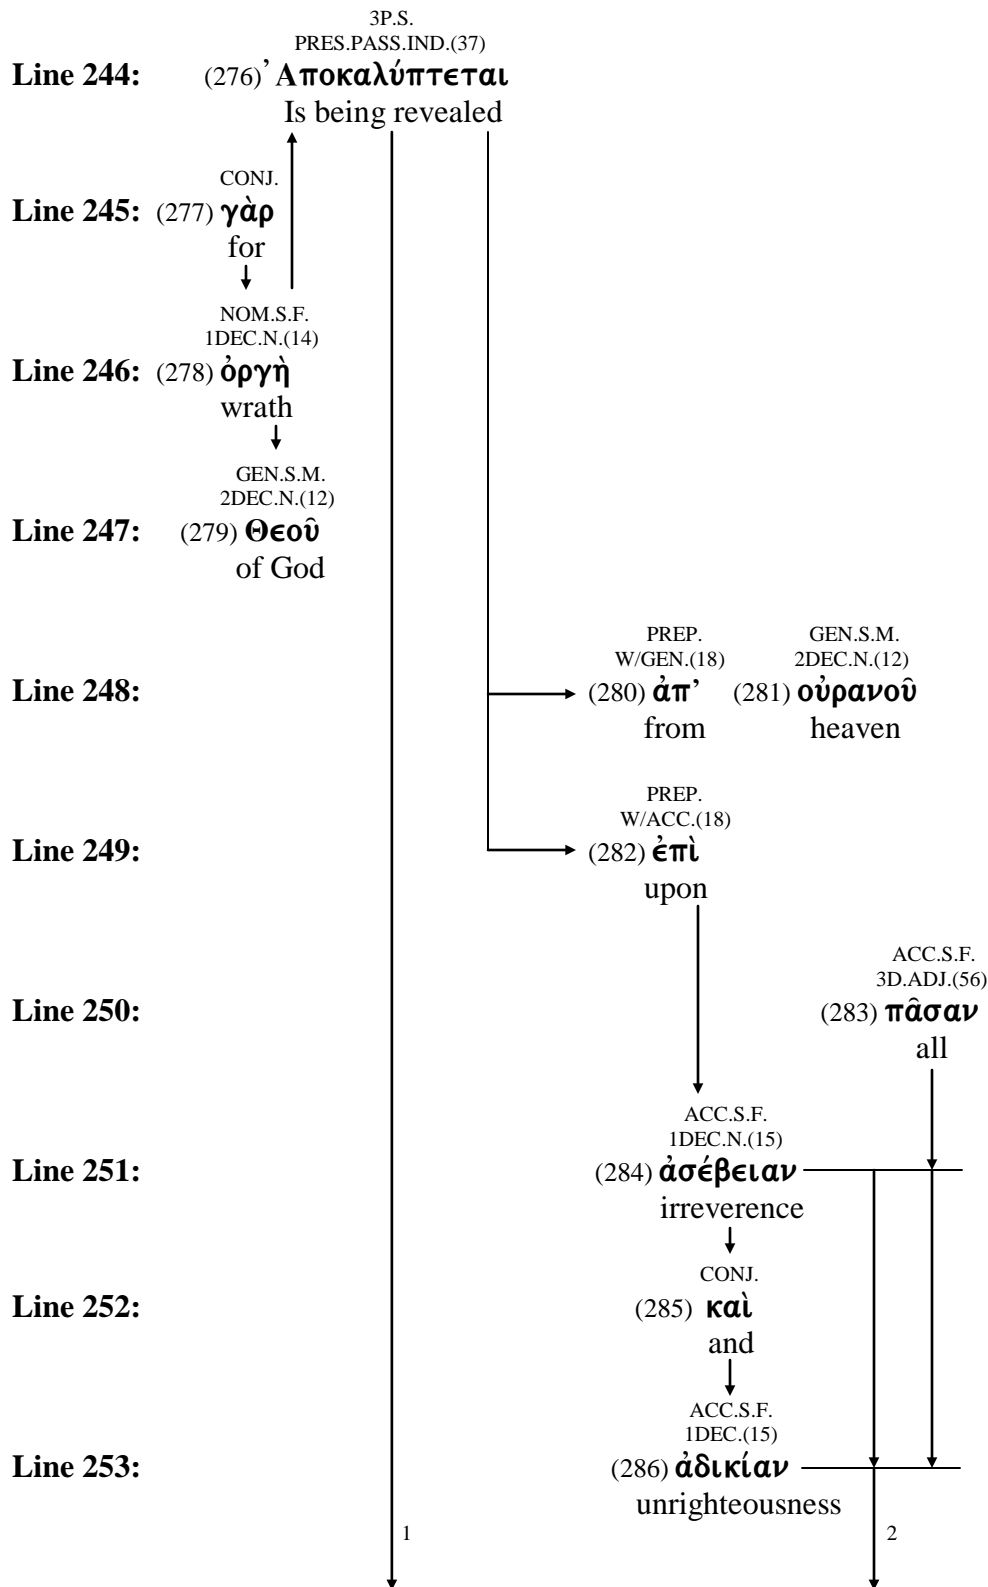 3P.S.
PRES.PASS.IND.(37)
Line 244: (276) ᾿Αποκαλύπτεται
Is being revealed
CONJ.
Line 245: (277) γὰρ
for
NOM.S.F.
1DEC.N.(14)
Line 246: (278) ὀργὴ
wrath
GEN.S.M.
2DEC.N.(12)
Line 247: (279) Θεοῦ
of God
PREP. GEN.S.M.
W/GEN.(18) 2DEC.N.(12)
Line 248: (280) ἀπ’ (281) οὐρανοῦ
from heaven
PREP.
W/ACC.(18)
Line 249: (282) ἐπὶ
upon
ACC.S.F.
3D.ADJ.(56)
Line 250: (283) πᾶσαν
all
ACC.S.F.
1DEC.N.(15)
Line 251: (284) ἀσέβειαν
irreverence
CONJ.
Line 252: (285) καὶ
and
ACC.S.F.
1DEC.(15)
Line 253: (286) ἀδικίαν
unrighteousness
1 2